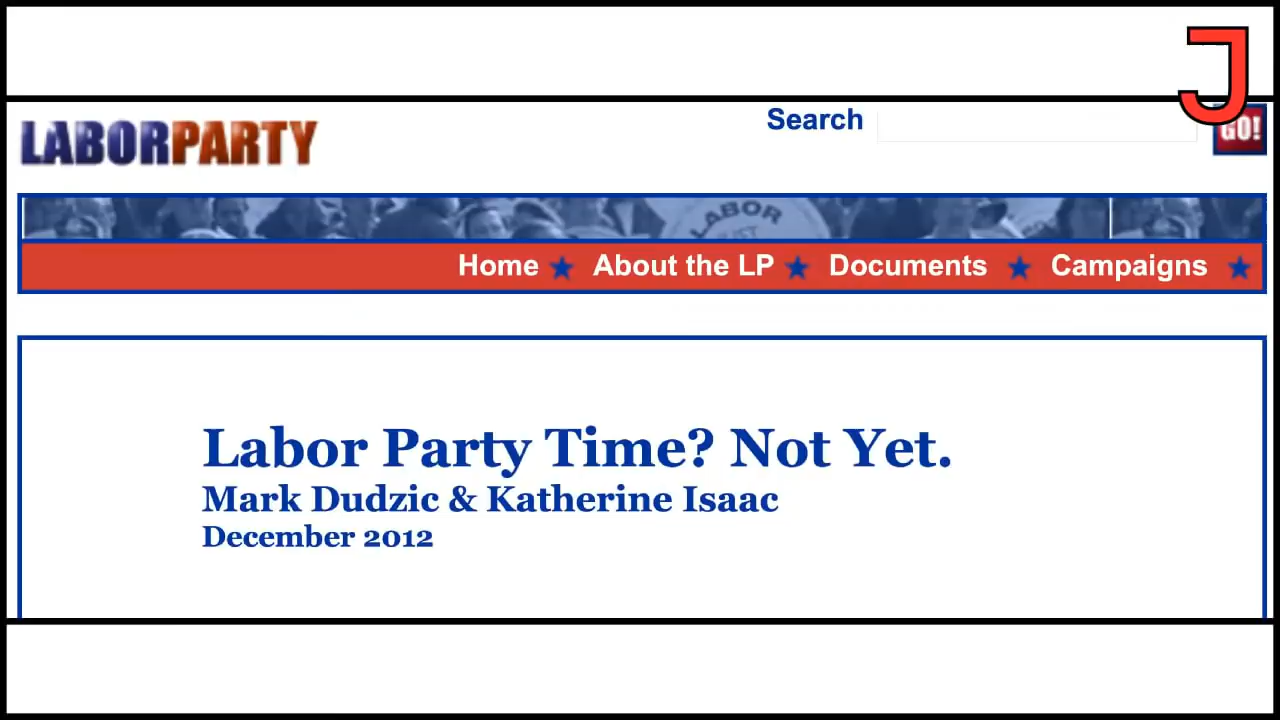 J
LABORPARTY
Search
GO!
LABOR
Home About the LP Documents Campaigns
Labor Party Time? Not Yet.
Mark Dudzic & Katherine Isaac
December 2012